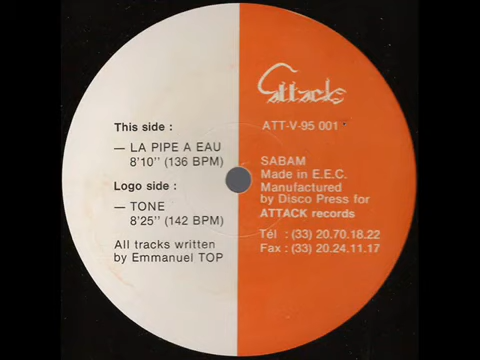 This side :
— LA PIPE A EAU
8'10'' (136 BPM)
Logo side :
— TONE
8'25'' (142 BPM)
All tracks written
by Emmanuel TOP
attack
ATT-V-95 001
SABAM
Made in E.E.C.
Manufactured
by Disco Press for
ATTACK records
Tél : (33) 20.70.18.22
Fax : (33) 20.24.11.17